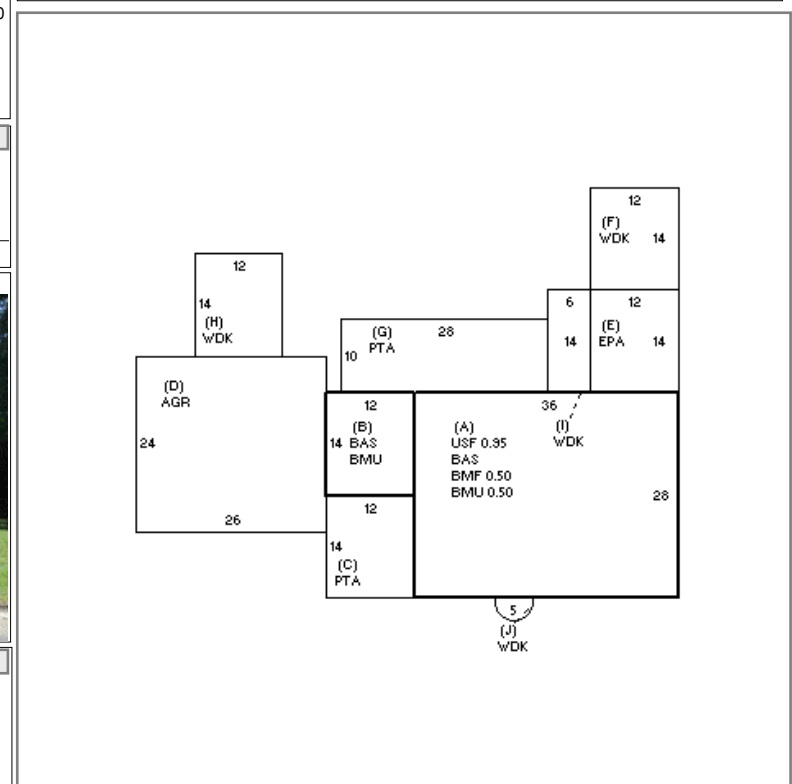 12
(F)
WDK 14
12
14
(H)
WDK
6
12
14
(E)
EPA 14
(G) 28
PTA
10
(D)
AGR
24
26
12
(B)
14 BAS
BMU
36
(A)
USF 0.95
BAS
BMF 0.50
BMU 0.50
(I)
WDK
28
12
14
(C)
PTA
5
(J)
WDK